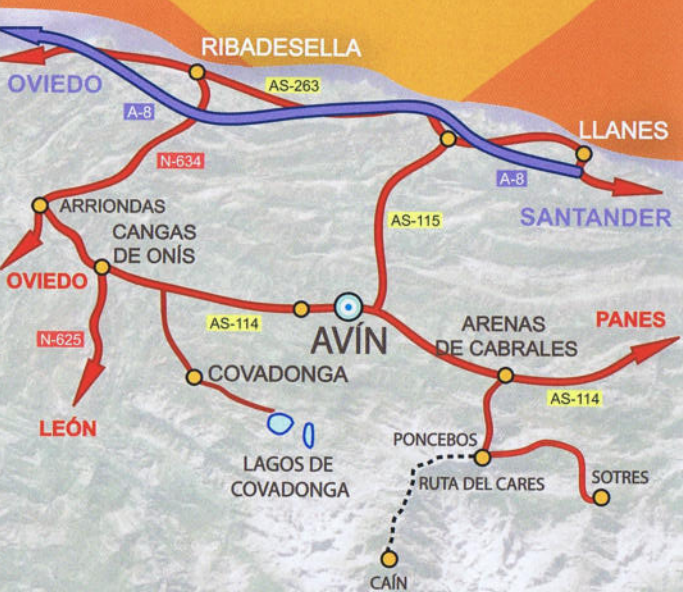 RIBADESELLA
OVIEDO
AS-263
A-8
LLANES
N-634
A-8
ARRIONDAS
AS-115
SANTANDER
CANGAS
DE ONÍS
OVIEDO
AS-114
AVÍN
ARENAS
DE CABRALES
PANES
N-625
COVADONGA
AS-114
LEÓN
PONCEBOS
LAGOS DE
COVADONGA
RUTA DEL CARES
SOTRES
CAÍN